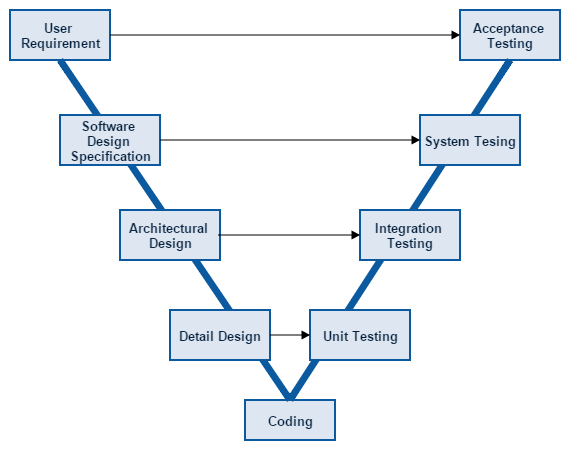 User
Requirement
Acceptance
Testing
Software
Design
Specification
System Tesing
Architectural
Design
Integration
Testing
Detail Design
Unit Testing
Coding